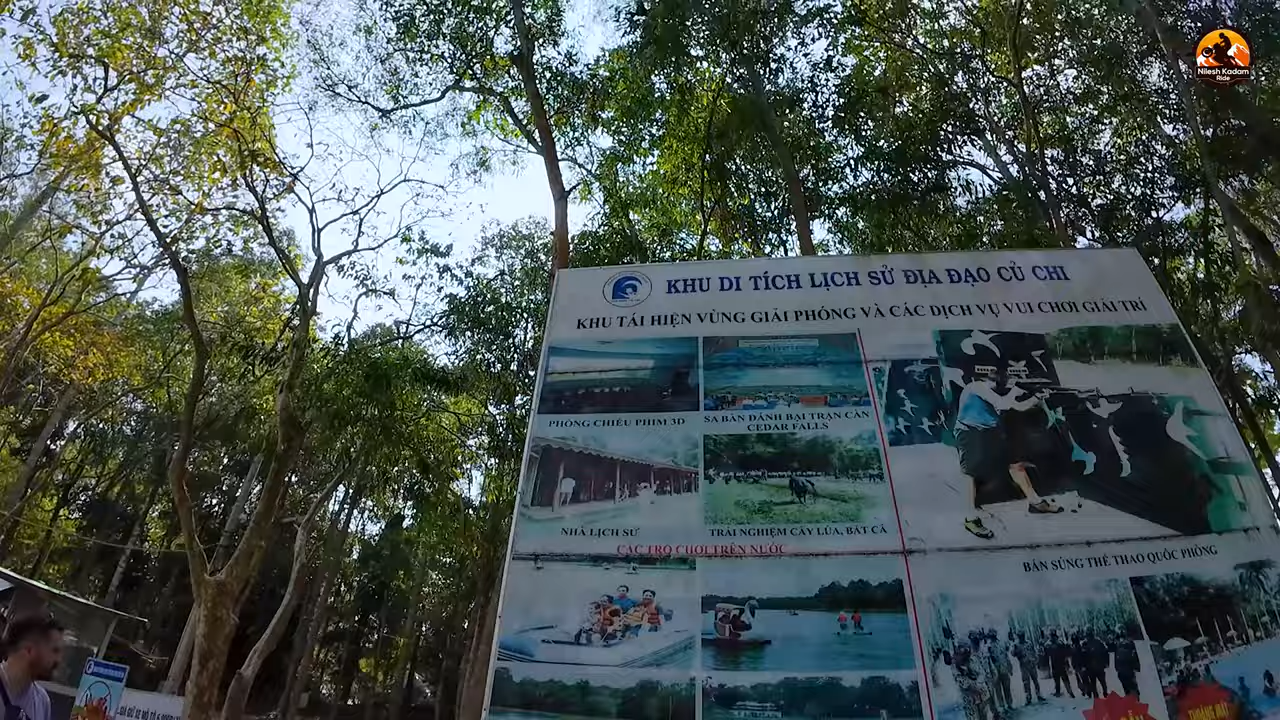 Nilesh Kadam
Ride
KHU DI TÍCH LỊCH SỬ ĐỊA ĐẠO CỦ CHI
KHU TÁI HIỆN VÙNG GIẢI PHÓNG VÀ CÁC DỊCH VỤ VUI CHƠI GIẢI TRÍ
PHÒNG CHIẾU PHIM 3D
SA BÀN ĐÁNH BẠI TRẬN CÀN
CEDAR FALLS
NHÀ LỊCH SỬ
TRẢI NGHIỆM CẤY LÚA, BẮT CÁ
CÁC TRÒ CHƠI TRÊN NƯỚC
BẮN SÚNG THỂ THAO QUỐC PHÒNG